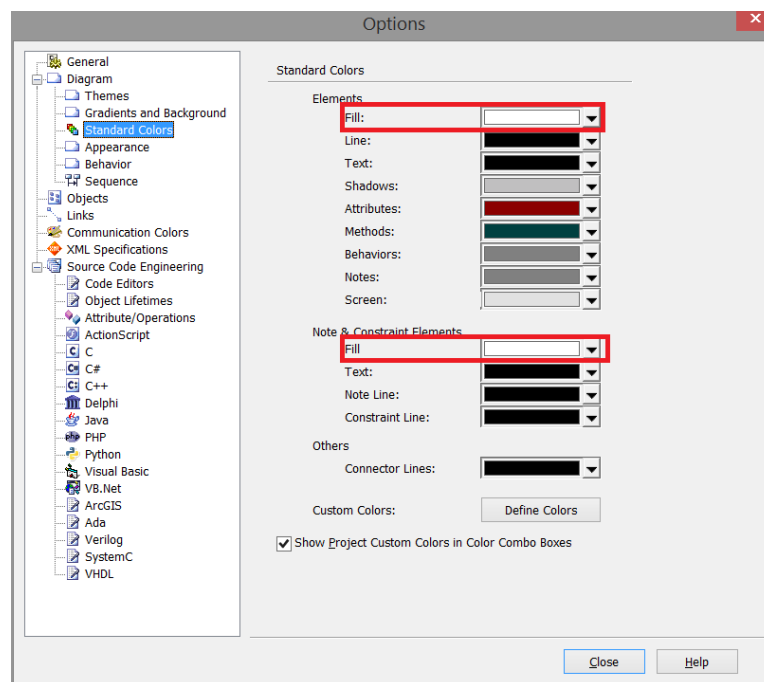 Options
General
Diagram
Themes
Gradients and Background
Standard Colors
Appearance
Behavior
Sequence
Objects
Links
Communication Colors
XML Specifications
Source Code Engineering
Code Editors
Object Lifetimes
Attribute/Operations
ActionScript
C
C#
C++
Delphi
Java
PHP
Python
Visual Basic
VB.Net
ArcGIS
Ada
Verilog
SystemC
VHDL
Standard Colors
Elements
Fill:
Line:
Text:
Shadows:
Attributes:
Methods:
Behaviors:
Notes:
Screen:
Note & Constraint Elements
Fill
Text:
Note Line:
Constraint Line:
Others
Connector Lines:
Custom Colors: Define Colors
Show Project Custom Colors in Color Combo Boxes
Close Help